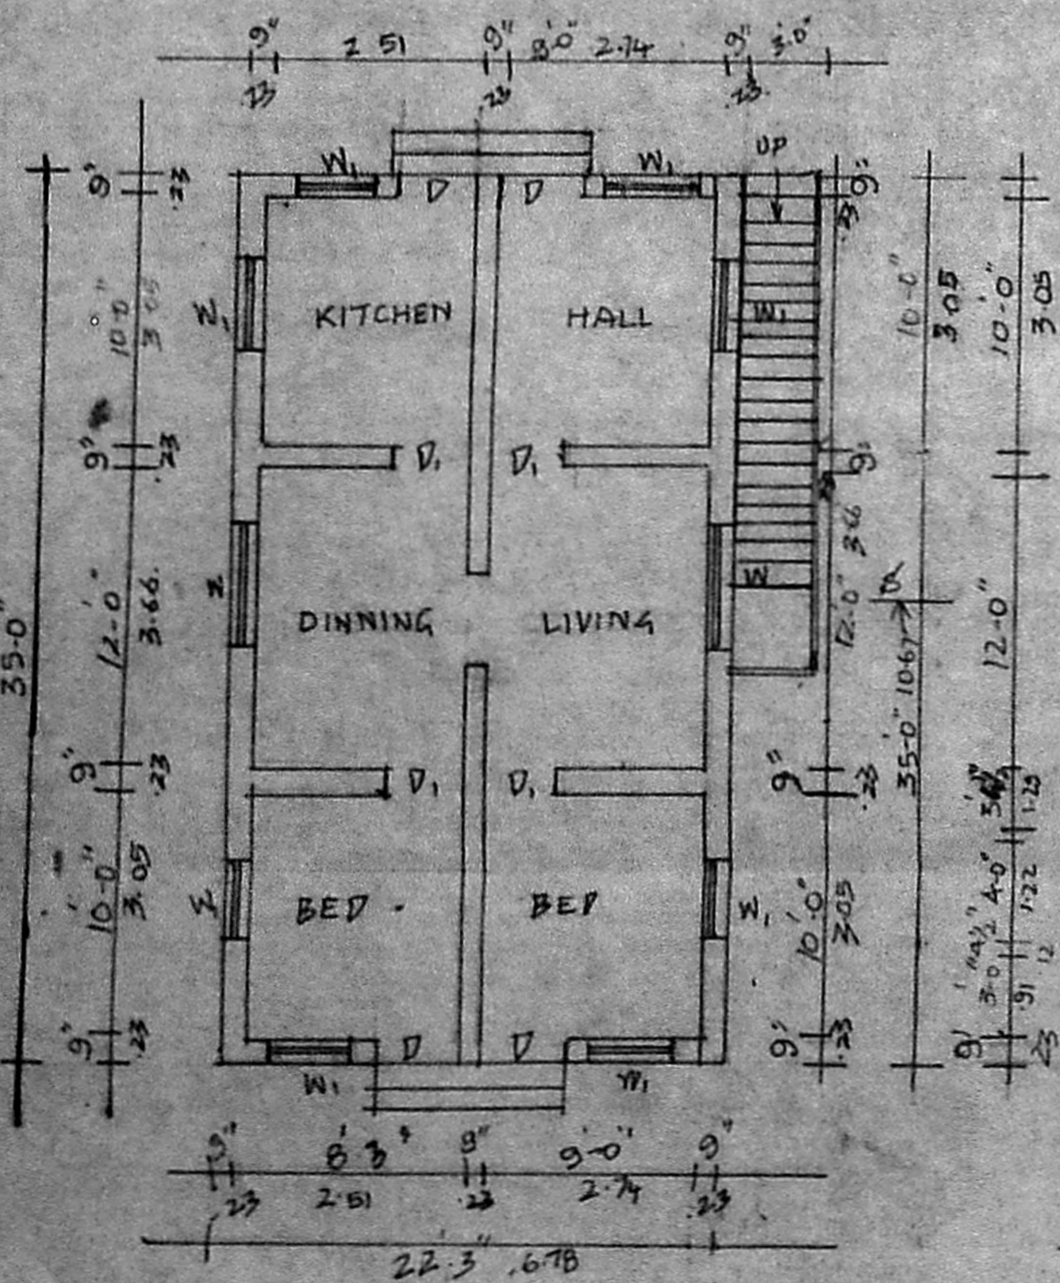 9" 2.51 9" 9'0" 2.74 9" 3'.0"
.23 .23 .23
W₁ W₁ UP
9" .23 D D 9" .23
10'-0" 3.05 W₁ KITCHEN HALL W₁ 10'-0" 3.05 10'-0" 3.05
9" .23 D₁ D₁ 9"
35'-0" 12'-0" 3.66 W DINNING LIVING W 12'-0" 3.66 35'-0" 10.67 12'-0"
9" .23 D₁ D₁ 9" .23
10'-0" 3.05 W BED BED W₁ 10'-0" 3.05 4'-0" 1.22 4½" 12 3'-0" .91
9" .23 D D 9" .23 9" .23
W₁ W₁
9" 8'3" 9" 9'-0" 9"
.23 2.51 .23 2.74 .23
22'.3" 6.78